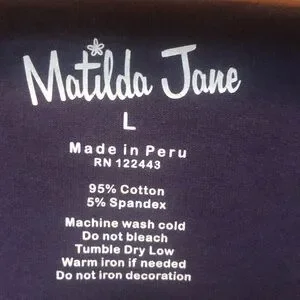 Matilda Jane
L
Made in Peru
RN 122443
95% Cotton
5% Spandex
Machine wash cold
Do not bleach
Tumble Dry Low
Warm iron if needed
Do not iron decoration